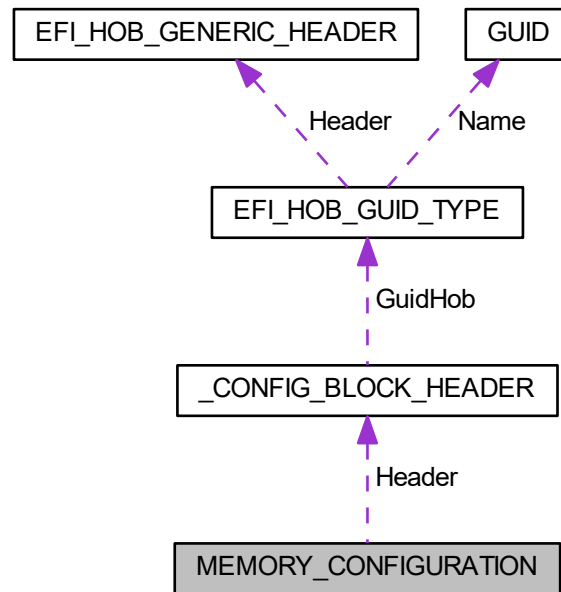 EFI_HOB_GENERIC_HEADER
GUID
Header
Name
EFI_HOB_GUID_TYPE
GuidHob
_CONFIG_BLOCK_HEADER
Header
MEMORY_CONFIGURATION